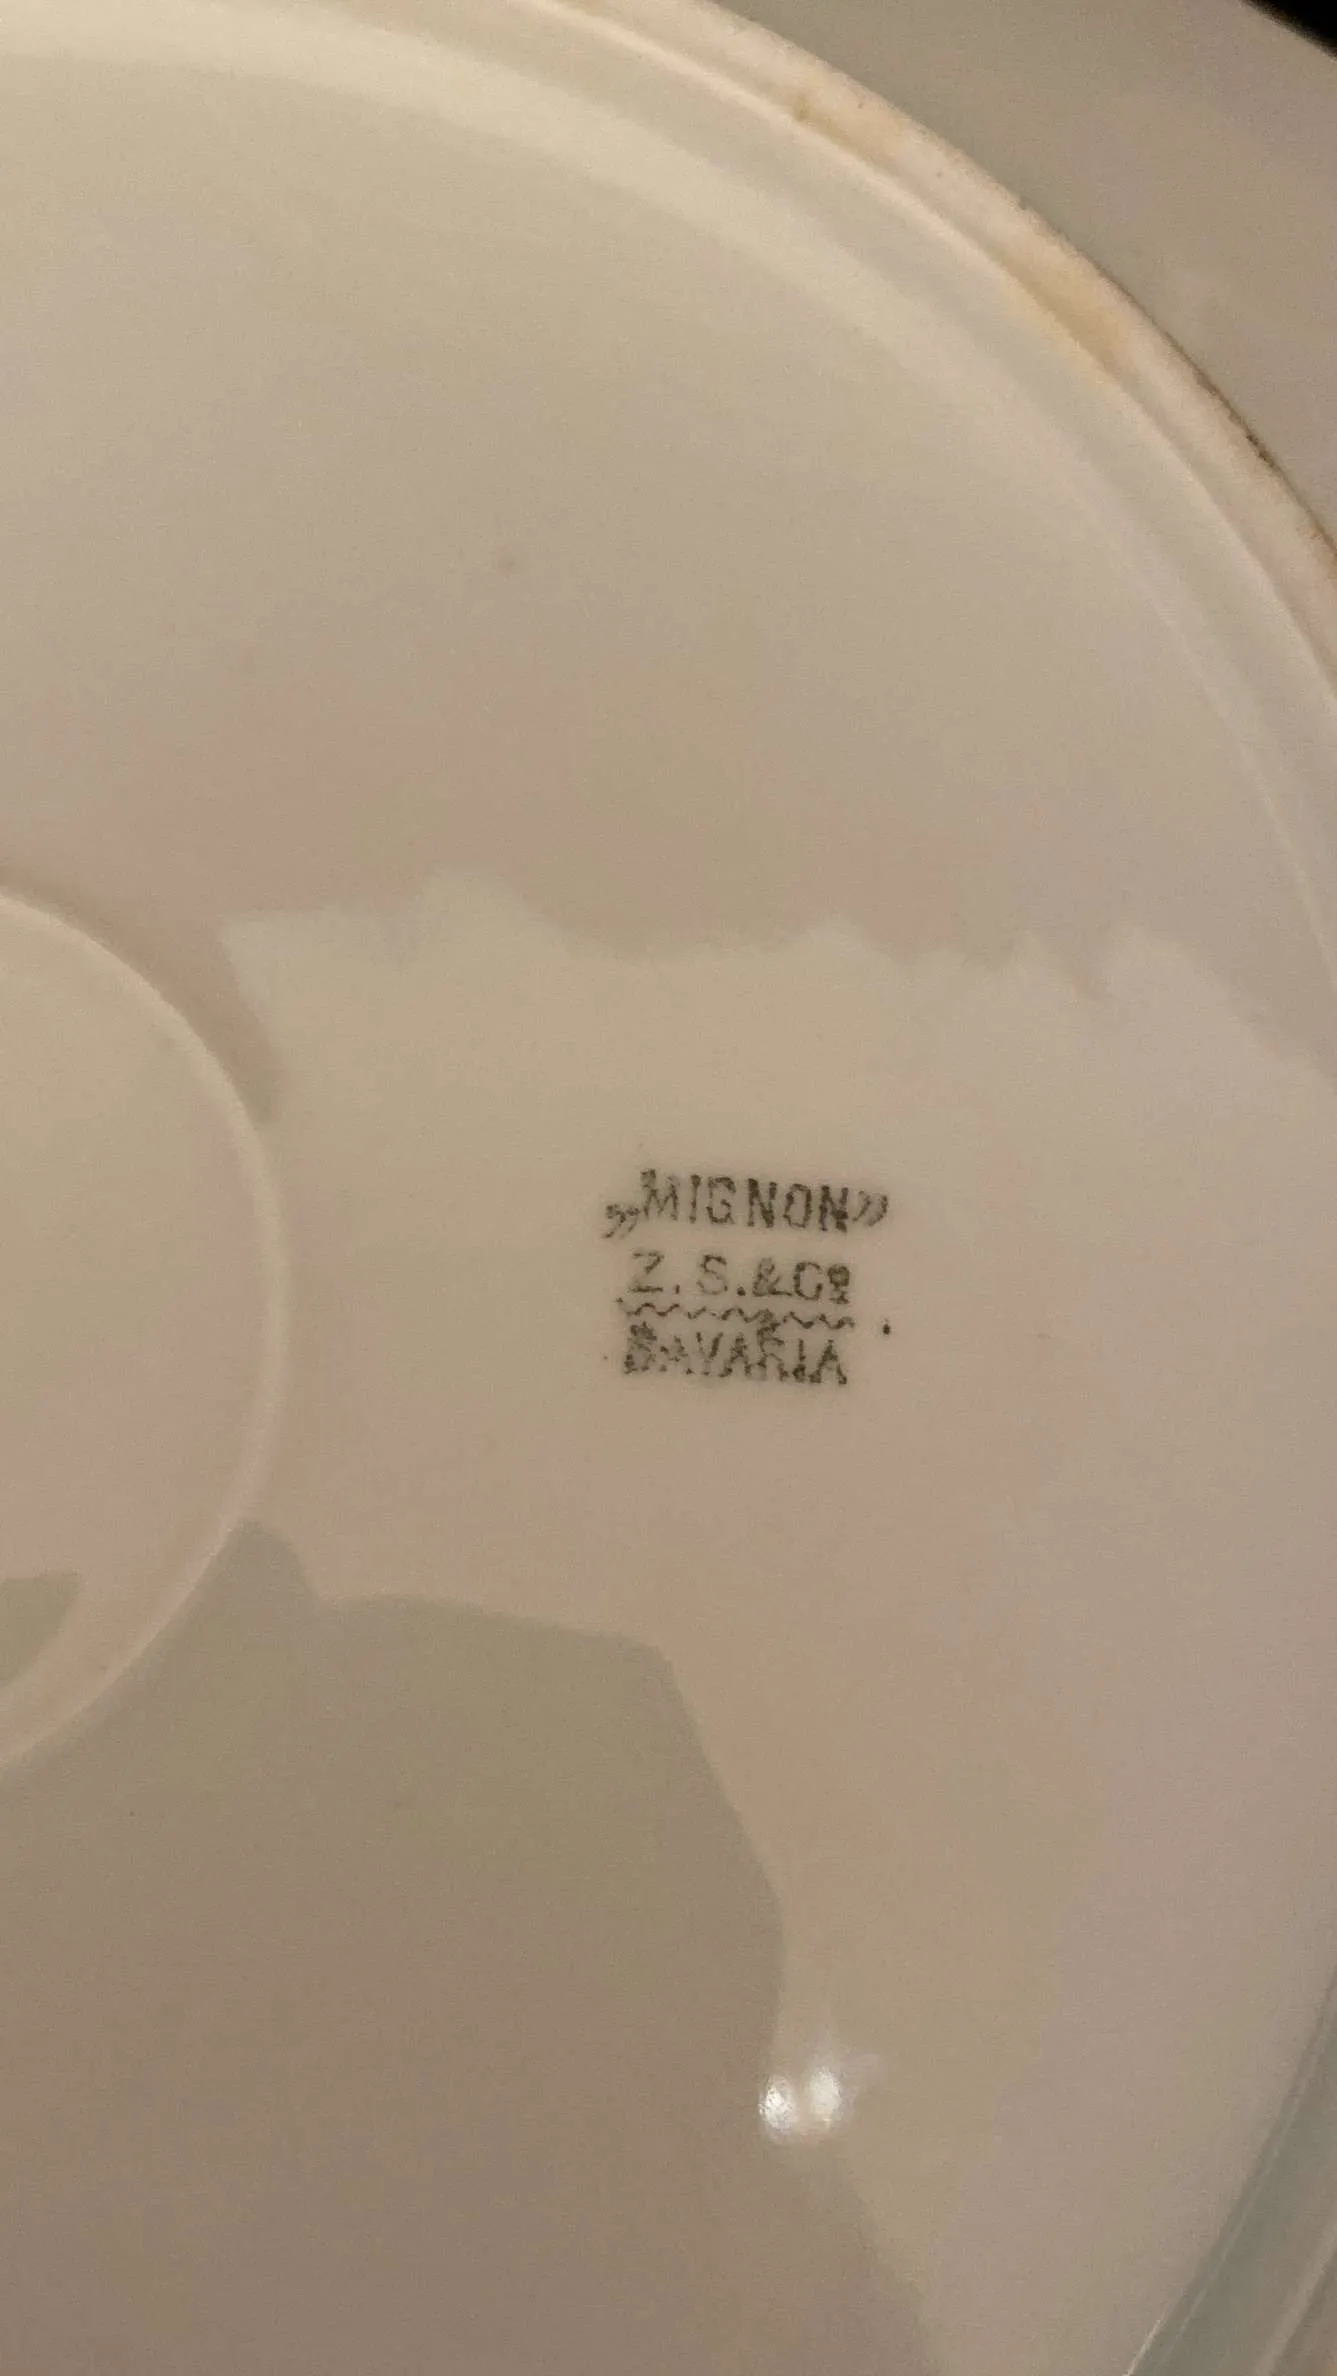 „MIGNON”
Z. S. & Cº
BAVARIA